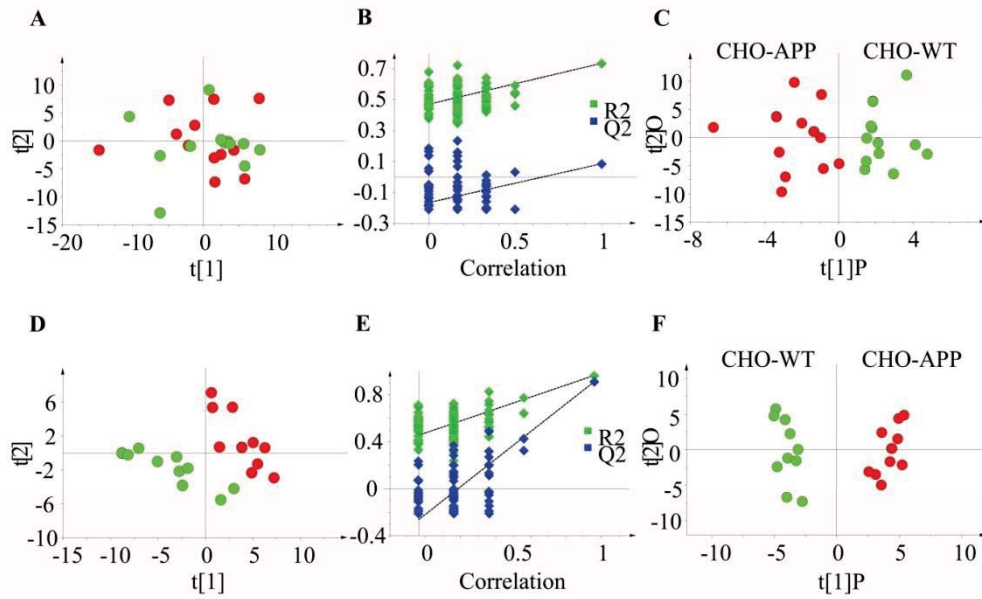 A
B
C
10
5
0
-5
-10
-15
-20
-10
0
10
t[2]
t[1]
0.7
0.5
0.3
0.1
-0.1
-0.3
0
0.5
1
Correlation
R2
Q2
CHO-APP
CHO-WT
10
5
0
-5
-10
-15
-8
-4
0
4
8
t[2]O
t[1]P
D
E
F
6
2
-2
-6
-10
-15
-10
-5
0
5
10
t[2]
t[1]
0.8
0.4
0
-0.4
0
0.5
1
Correlation
R2
Q2
CHO-WT
CHO-APP
10
5
0
-5
-10
-10
-5
0
5
10
t[2]O
t[1]P